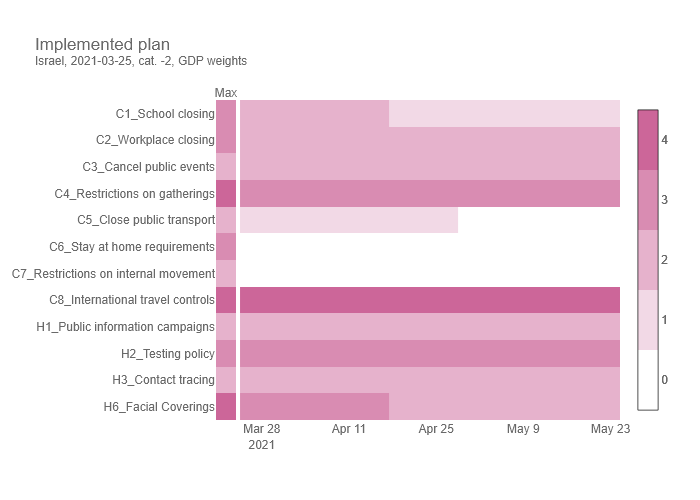 Implemented plan
Israel, 2021-03-25, cat. -2, GDP weights
Max
C1_School closing
C2_Workplace closing
C3_Cancel public events
C4_Restrictions on gatherings
C5_Close public transport
C6_Stay at home requirements
C7_Restrictions on internal movement
C8_International travel controls
H1_Public information campaigns
H2_Testing policy
H3_Contact tracing
H6_Facial Coverings
Mar 28 Apr 11 Apr 25 May 9 May 23
2021
4
3
2
1
0